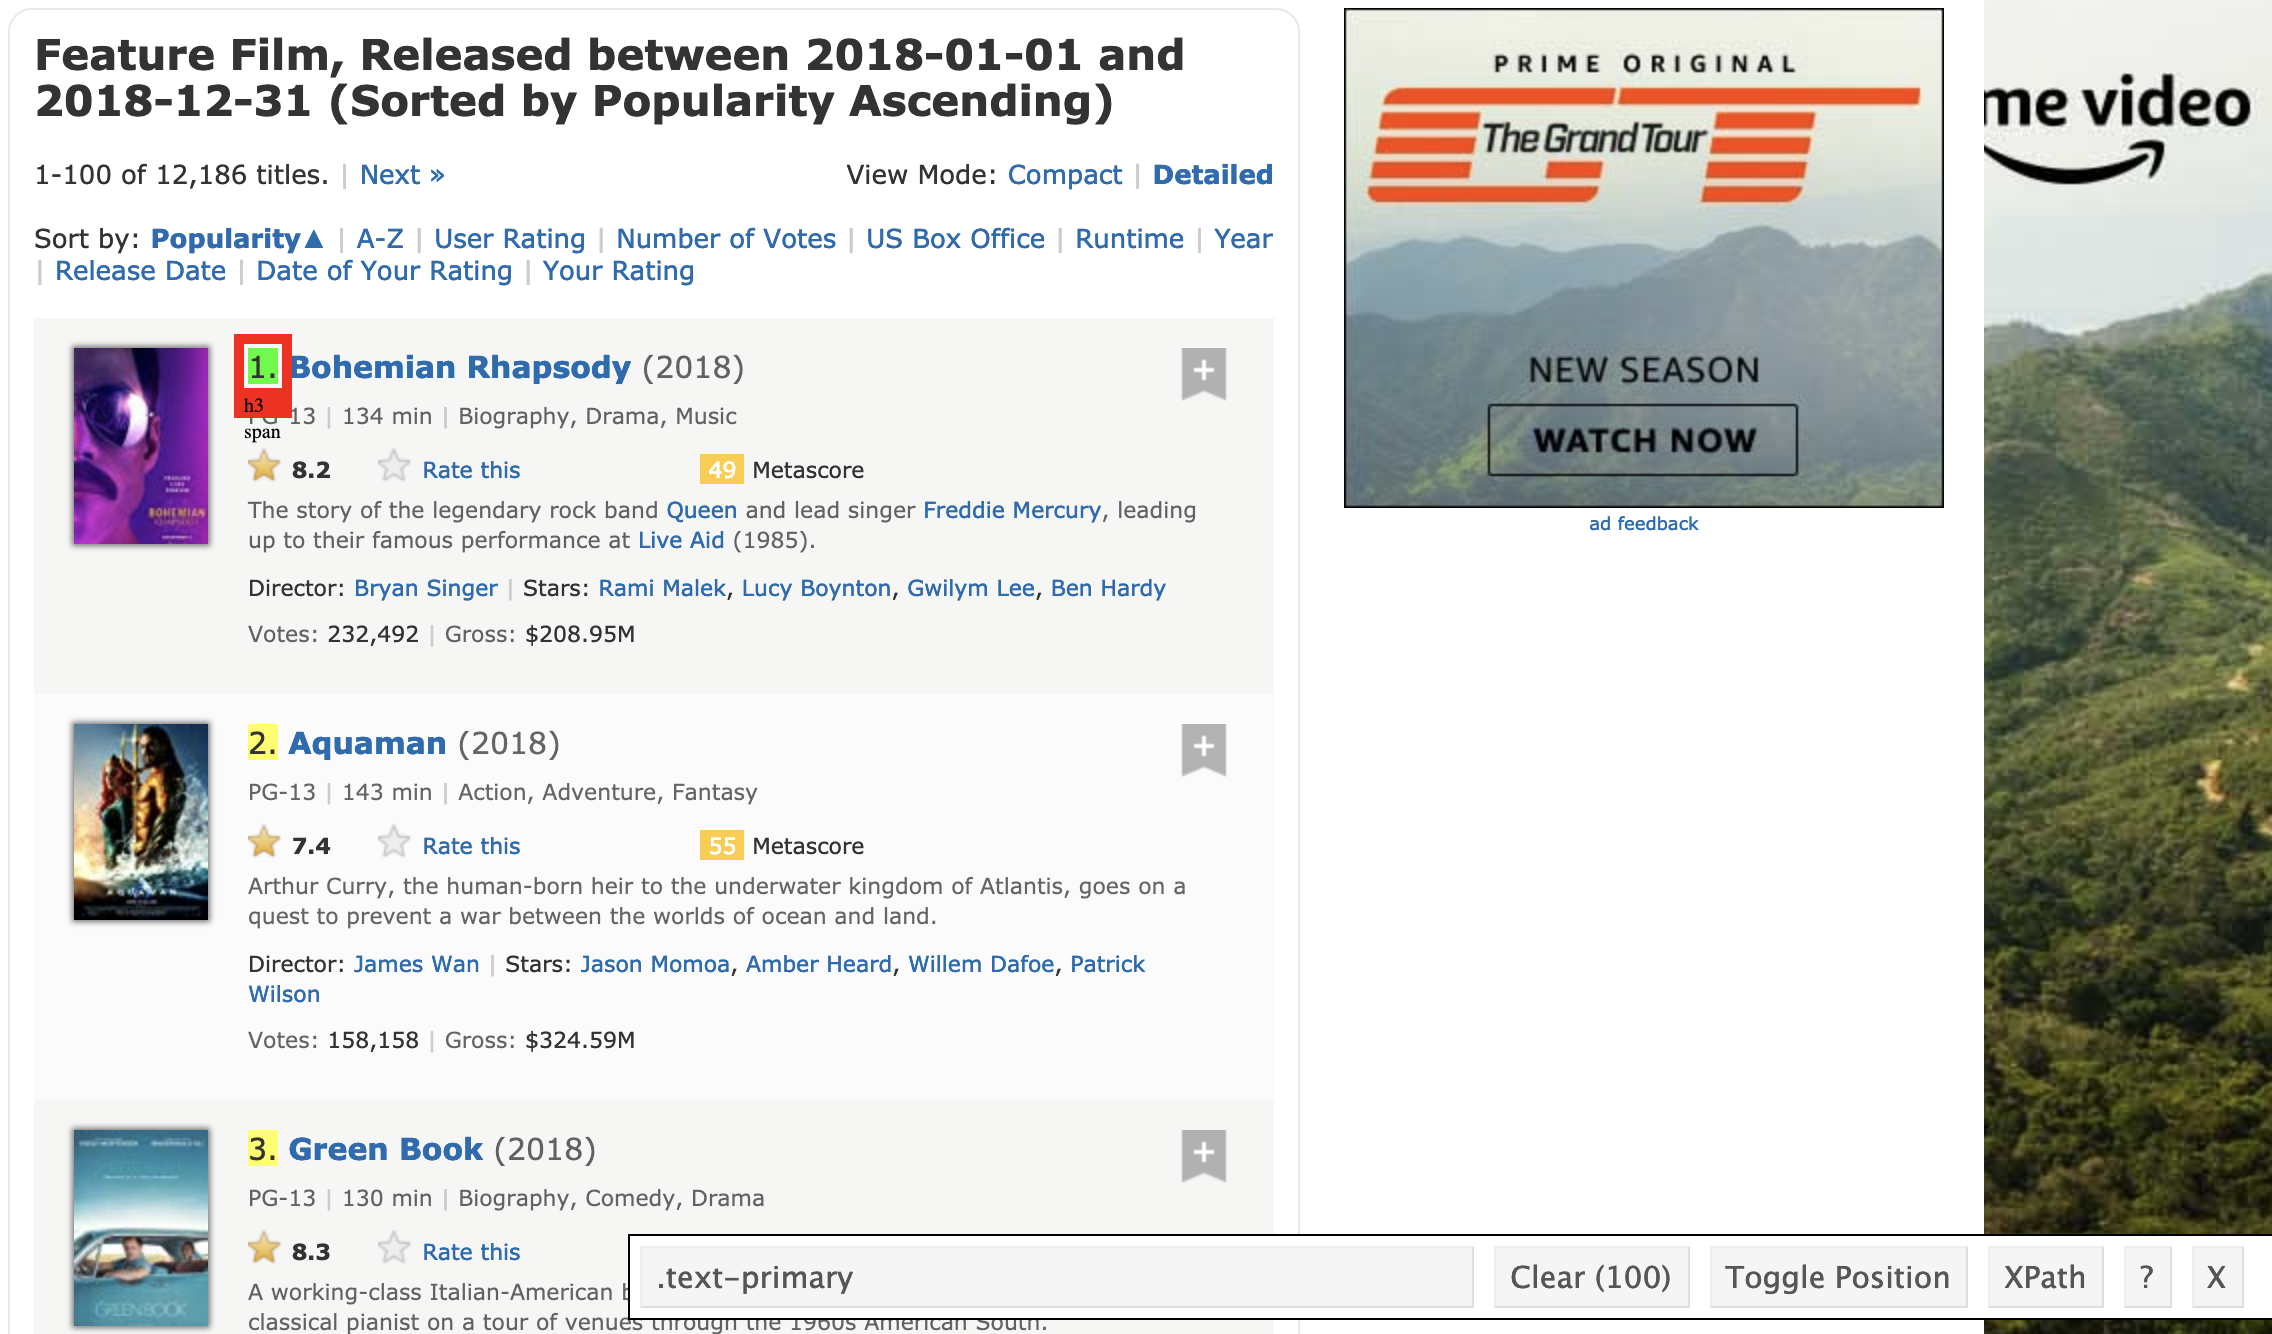 Feature Film, Released between 2018-01-01 and
2018-12-31 (Sorted by Popularity Ascending)
1-100 of 12,186 titles. | Next »
View Mode: Compact | Detailed
Sort by: Popularity▲ | A-Z | User Rating | Number of Votes | US Box Office | Runtime | Year
| Release Date | Date of Your Rating | Your Rating
1. Bohemian Rhapsody (2018)
h3
span
PG-13 | 134 min | Biography, Drama, Music
8.2 Rate this 49 Metascore
The story of the legendary rock band Queen and lead singer Freddie Mercury, leading
up to their famous performance at Live Aid (1985).
Director: Bryan Singer | Stars: Rami Malek, Lucy Boynton, Gwilym Lee, Ben Hardy
Votes: 232,492 | Gross: $208.95M
BOHEMIAN
2. Aquaman (2018)
PG-13 | 143 min | Action, Adventure, Fantasy
7.4 Rate this 55 Metascore
Arthur Curry, the human-born heir to the underwater kingdom of Atlantis, goes on a
quest to prevent a war between the worlds of ocean and land.
Director: James Wan | Stars: Jason Momoa, Amber Heard, Willem Dafoe, Patrick
Wilson
Votes: 158,158 | Gross: $324.59M
AQUAMAN
3. Green Book (2018)
PG-13 | 130 min | Biography, Comedy, Drama
8.3 Rate this
A working-class Italian-American
classical pianist on a tour of venues through the 1960s American South.
GREEN BOOK
PRIME ORIGINAL
The Grand Tour
NEW SEASON
WATCH NOW
ad feedback
me video
.text-primary
Clear (100)
Toggle Position
XPath
?
X